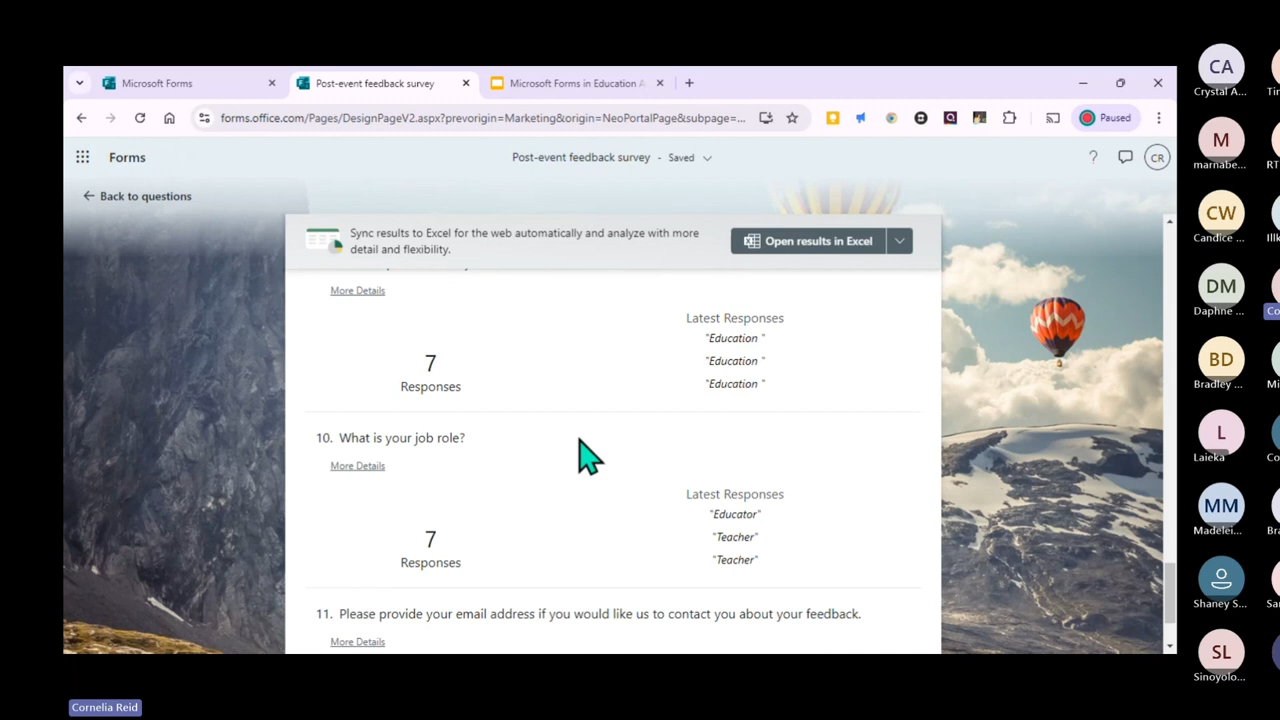 Microsoft Forms
Post-event feedback survey
Microsoft Forms in Education A
forms.office.com/Pages/DesignPageV2.aspx?prevorigin=Marketing&origin=NeoPortalPage&subpage=...
Paused
Forms
Post-event feedback survey - Saved
?
CR
Back to questions
Sync results to Excel for the web automatically and analyze with more
detail and flexibility.
Open results in Excel
More Details
Latest Responses
7
Responses
"Education "
"Education "
"Education "
10. What is your job role?
More Details
Latest Responses
7
Responses
"Educator"
"Teacher"
"Teacher"
11. Please provide your email address if you would like us to contact you about your feedback.
More Details
CA
Crystal A...
M
marnabe...
CW
Candice ...
DM
Daphne ...
BD
Bradley ...
L
Laieka
MM
Madelei...
Shaney S...
SL
Sinoyolo...
Cornelia Reid